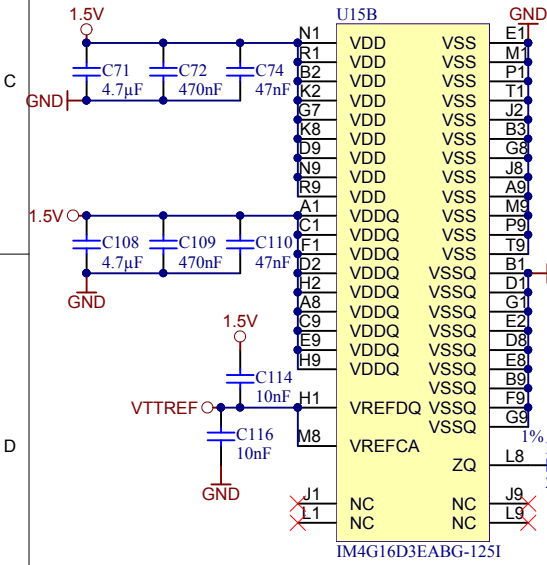 1.5V
U15B
GND
C
C71
4.7µF
C72
470nF
C74
47nF
GND
N1 VDD VSS E1
R1 VDD VSS M1
B2 VDD VSS P1
K2 VDD VSS T1
G7 VDD VSS J2
K8 VDD VSS B3
D9 VDD VSS G8
N9 VDD VSS J8
R9 VDD VSS A9
1.5V
A1 VDDQ VSS M9
C1 VDDQ VSS P9
F1 VDDQ VSS T9
D2 VDDQ VSSQ B1
H2 VDDQ VSSQ D1
A8 VDDQ VSSQ G1
C9 VDDQ VSSQ E2
E9 VDDQ VSSQ D8
H9 VDDQ VSSQ E8
VSSQ B9
C108
4.7µF
C109
470nF
C110
47nF
GND
1.5V
C114
10nF
VTTREF
H1 VREFDQ VSSQ F9
VSSQ G9
C116
10nF
M8 VREFCA
1%,
ZQ L8
GND
D
J1 NC NC J9
L1 NC NC L9
IM4G16D3EABG-125I